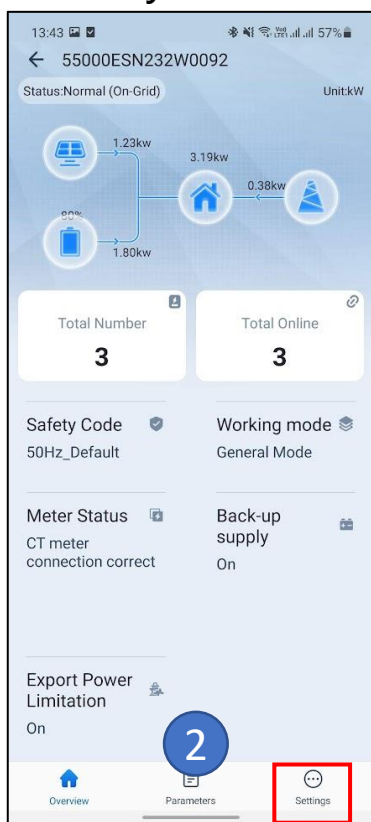 13:43 57%
55000ESN232W0092
Status:Normal (On-Grid) Unit:kW
1.23kw
3.19kw
0.38kw
80%
1.80kw
Total Number Total Online
3 3
Safety Code Working mode
50Hz_Default General Mode
Meter Status Back-up
supply
CT meter
connection correct
On
Export Power
Limitation
On
2
Overview Parameters Settings